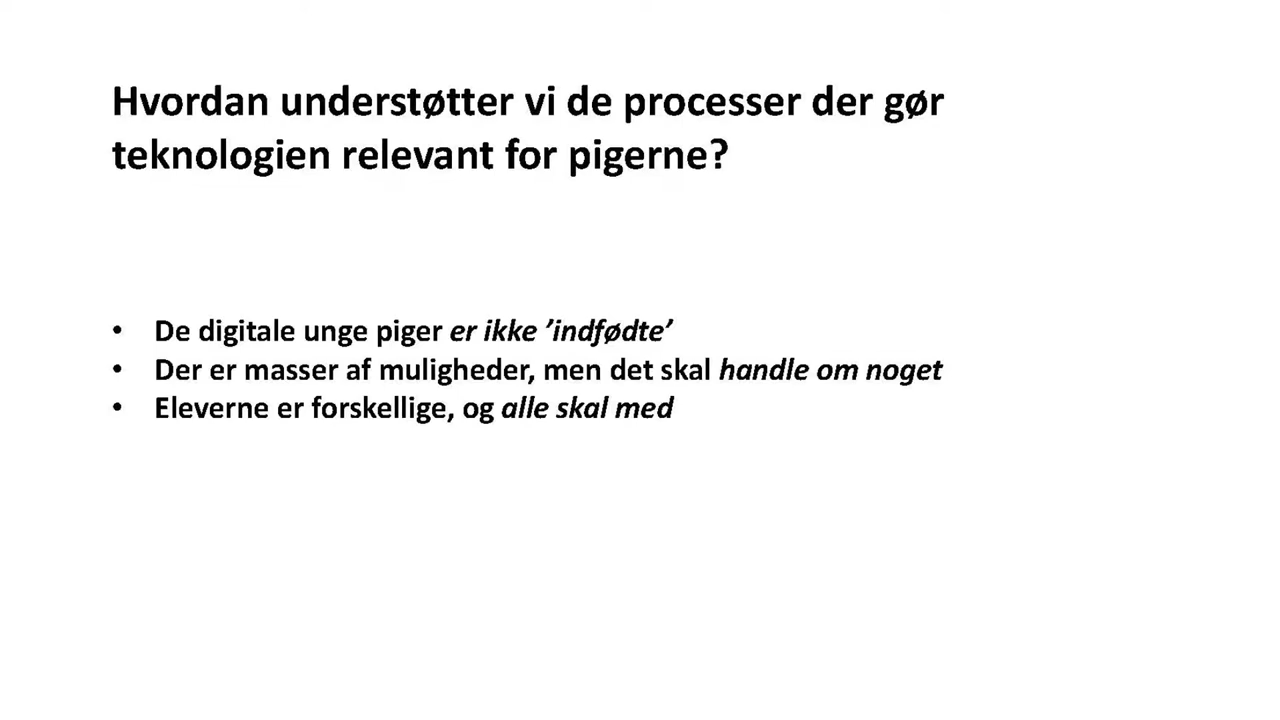 Hvordan understøtter vi de processer der gør
teknologien relevant for pigerne?
• De digitale unge piger er ikke ’indfødte’
• Der er masser af muligheder, men det skal handle om noget
• Eleverne er forskellige, og alle skal med